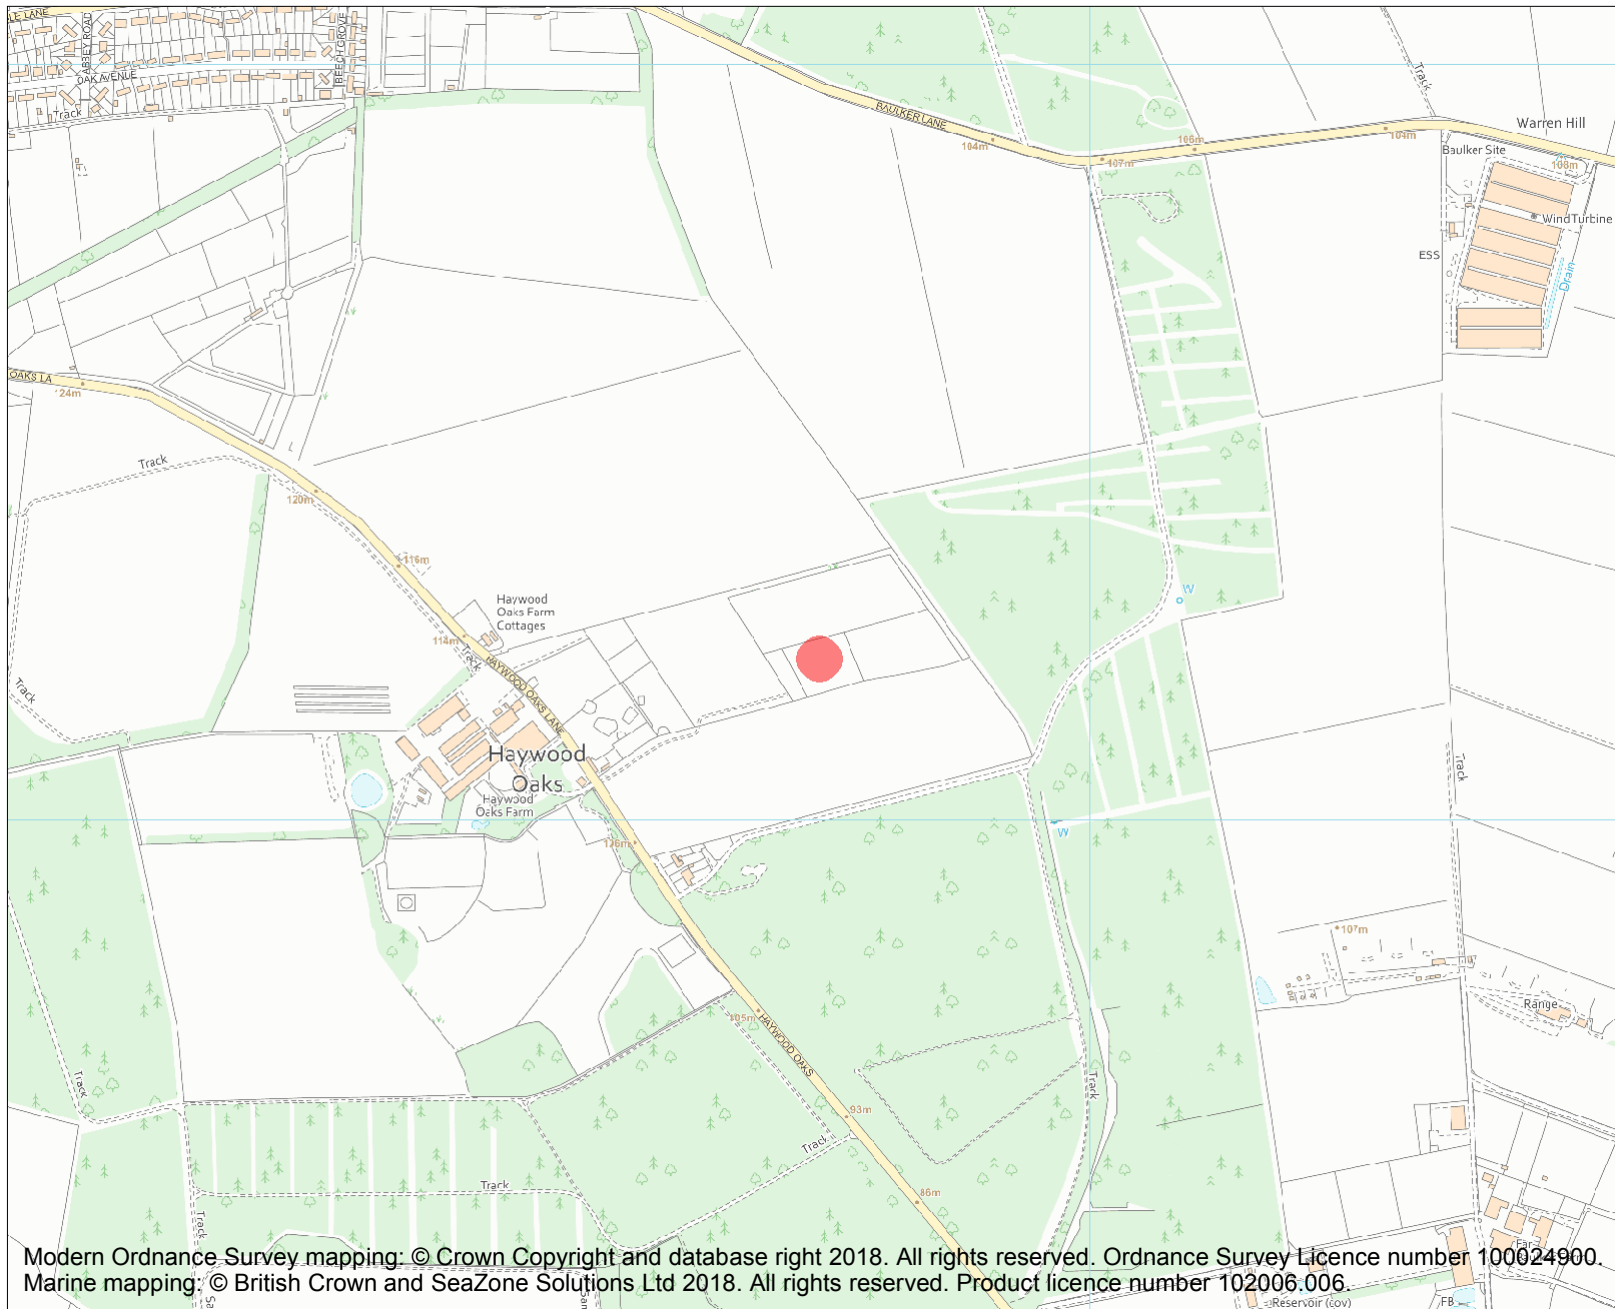 LE LANE
ABBEY ROAD
BEECH GROVE
OAK AVENUE
Track
BAULKER LANE
104m
107m
106m
104m
Track
Warren Hill
Baulker Site
108m
Wind Turbine
ESS
Drain
OAKS LA
124m
Track
120m
116m
Haywood
Oaks Farm
Cottages
114m
Track
HAYWOOD OAKS LANE
Track
W
Haywood
Oaks
Haywood
Oaks Farm
106m
W
Track
107m
Range
105m
HAYWOOD OAKS
Track
Track
93m
Track
Track
86m
Track
Far
Modern Ordnance Survey mapping: © Crown Copyright and database right 2018. All rights reserved. Ordnance Survey Licence number 100024900.
Marine mapping: © British Crown and SeaZone Solutions Ltd 2018. All rights reserved. Product licence number 102006.006.
Reservoir (cov)
FB